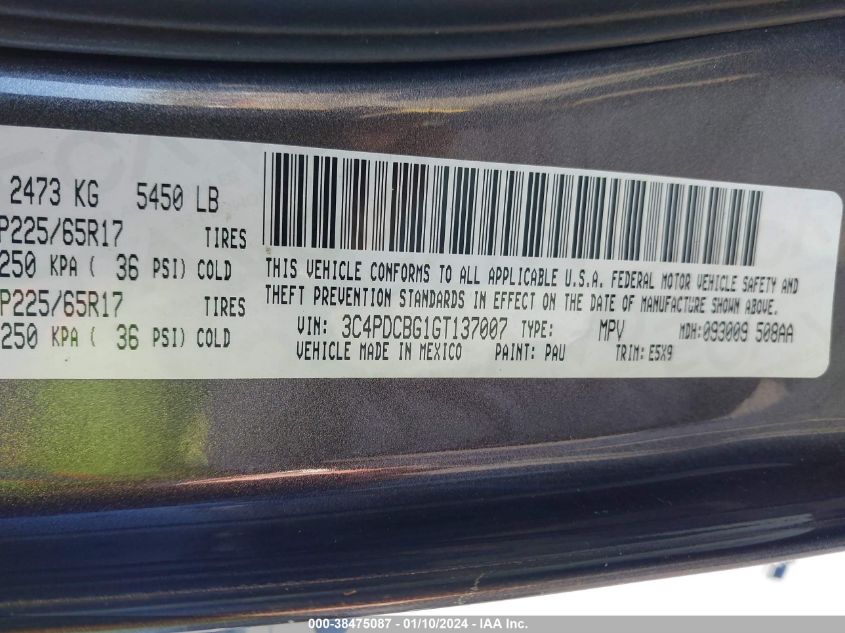 2473 KG 5450 LB
P225/65R17 TIRES
250 KPA ( 36 PSI) COLD
P225/65R17 TIRES
250 KPA ( 36 PSI) COLD
THIS VEHICLE CONFORMS TO ALL APPLICABLE U.S.A. FEDERAL MOTOR VEHICLE SAFETY AND
THEFT PREVENTION STANDARDS IN EFFECT ON THE DATE OF MANUFACTURE SHOWN ABOVE.
VIN: 3C4PDCBG1GT137007 TYPE: MPV MDH:093009 508AA
VEHICLE MADE IN MEXICO PAINT: PAU TRIM: E5X9
000-38475087 - 01/10/2024 - IAA Inc.